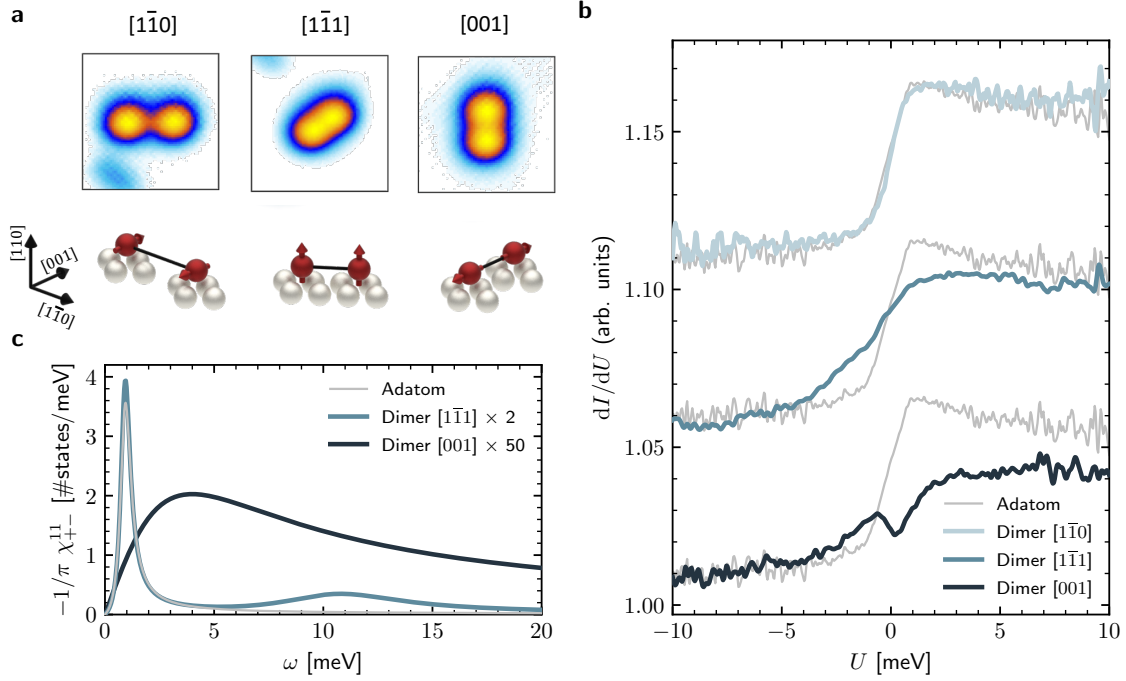 a
[11̅0]
[11̅1]
[001]
[110]
[001]
[11̅0]
b
dI/dU (arb. units)
1.15
1.10
1.05
1.00
−10
−5
0
5
10
U [meV]
Adatom
Dimer [11̅0]
Dimer [11̅1]
Dimer [001]
c
−1/π χ¹¹₊₋ [#states/meV]
4
3
2
1
0
0
5
10
15
20
ω [meV]
Adatom
Dimer [11̅1] × 2
Dimer [001] × 50